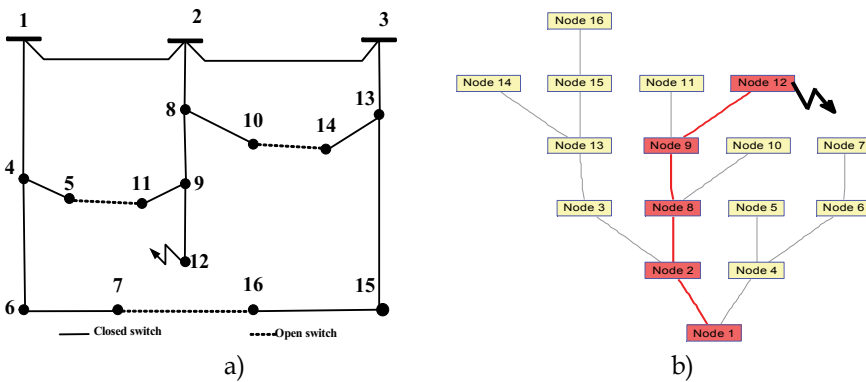 1
2
3
8
13
10
14
4
5
11
9
12
7
16
15
6
Closed switch
Open switch
a)
Node 16
Node 14
Node 15
Node 11
Node 12
Node 13
Node 9
Node 10
Node 7
Node 3
Node 8
Node 5
Node 6
Node 2
Node 4
Node 1
b)